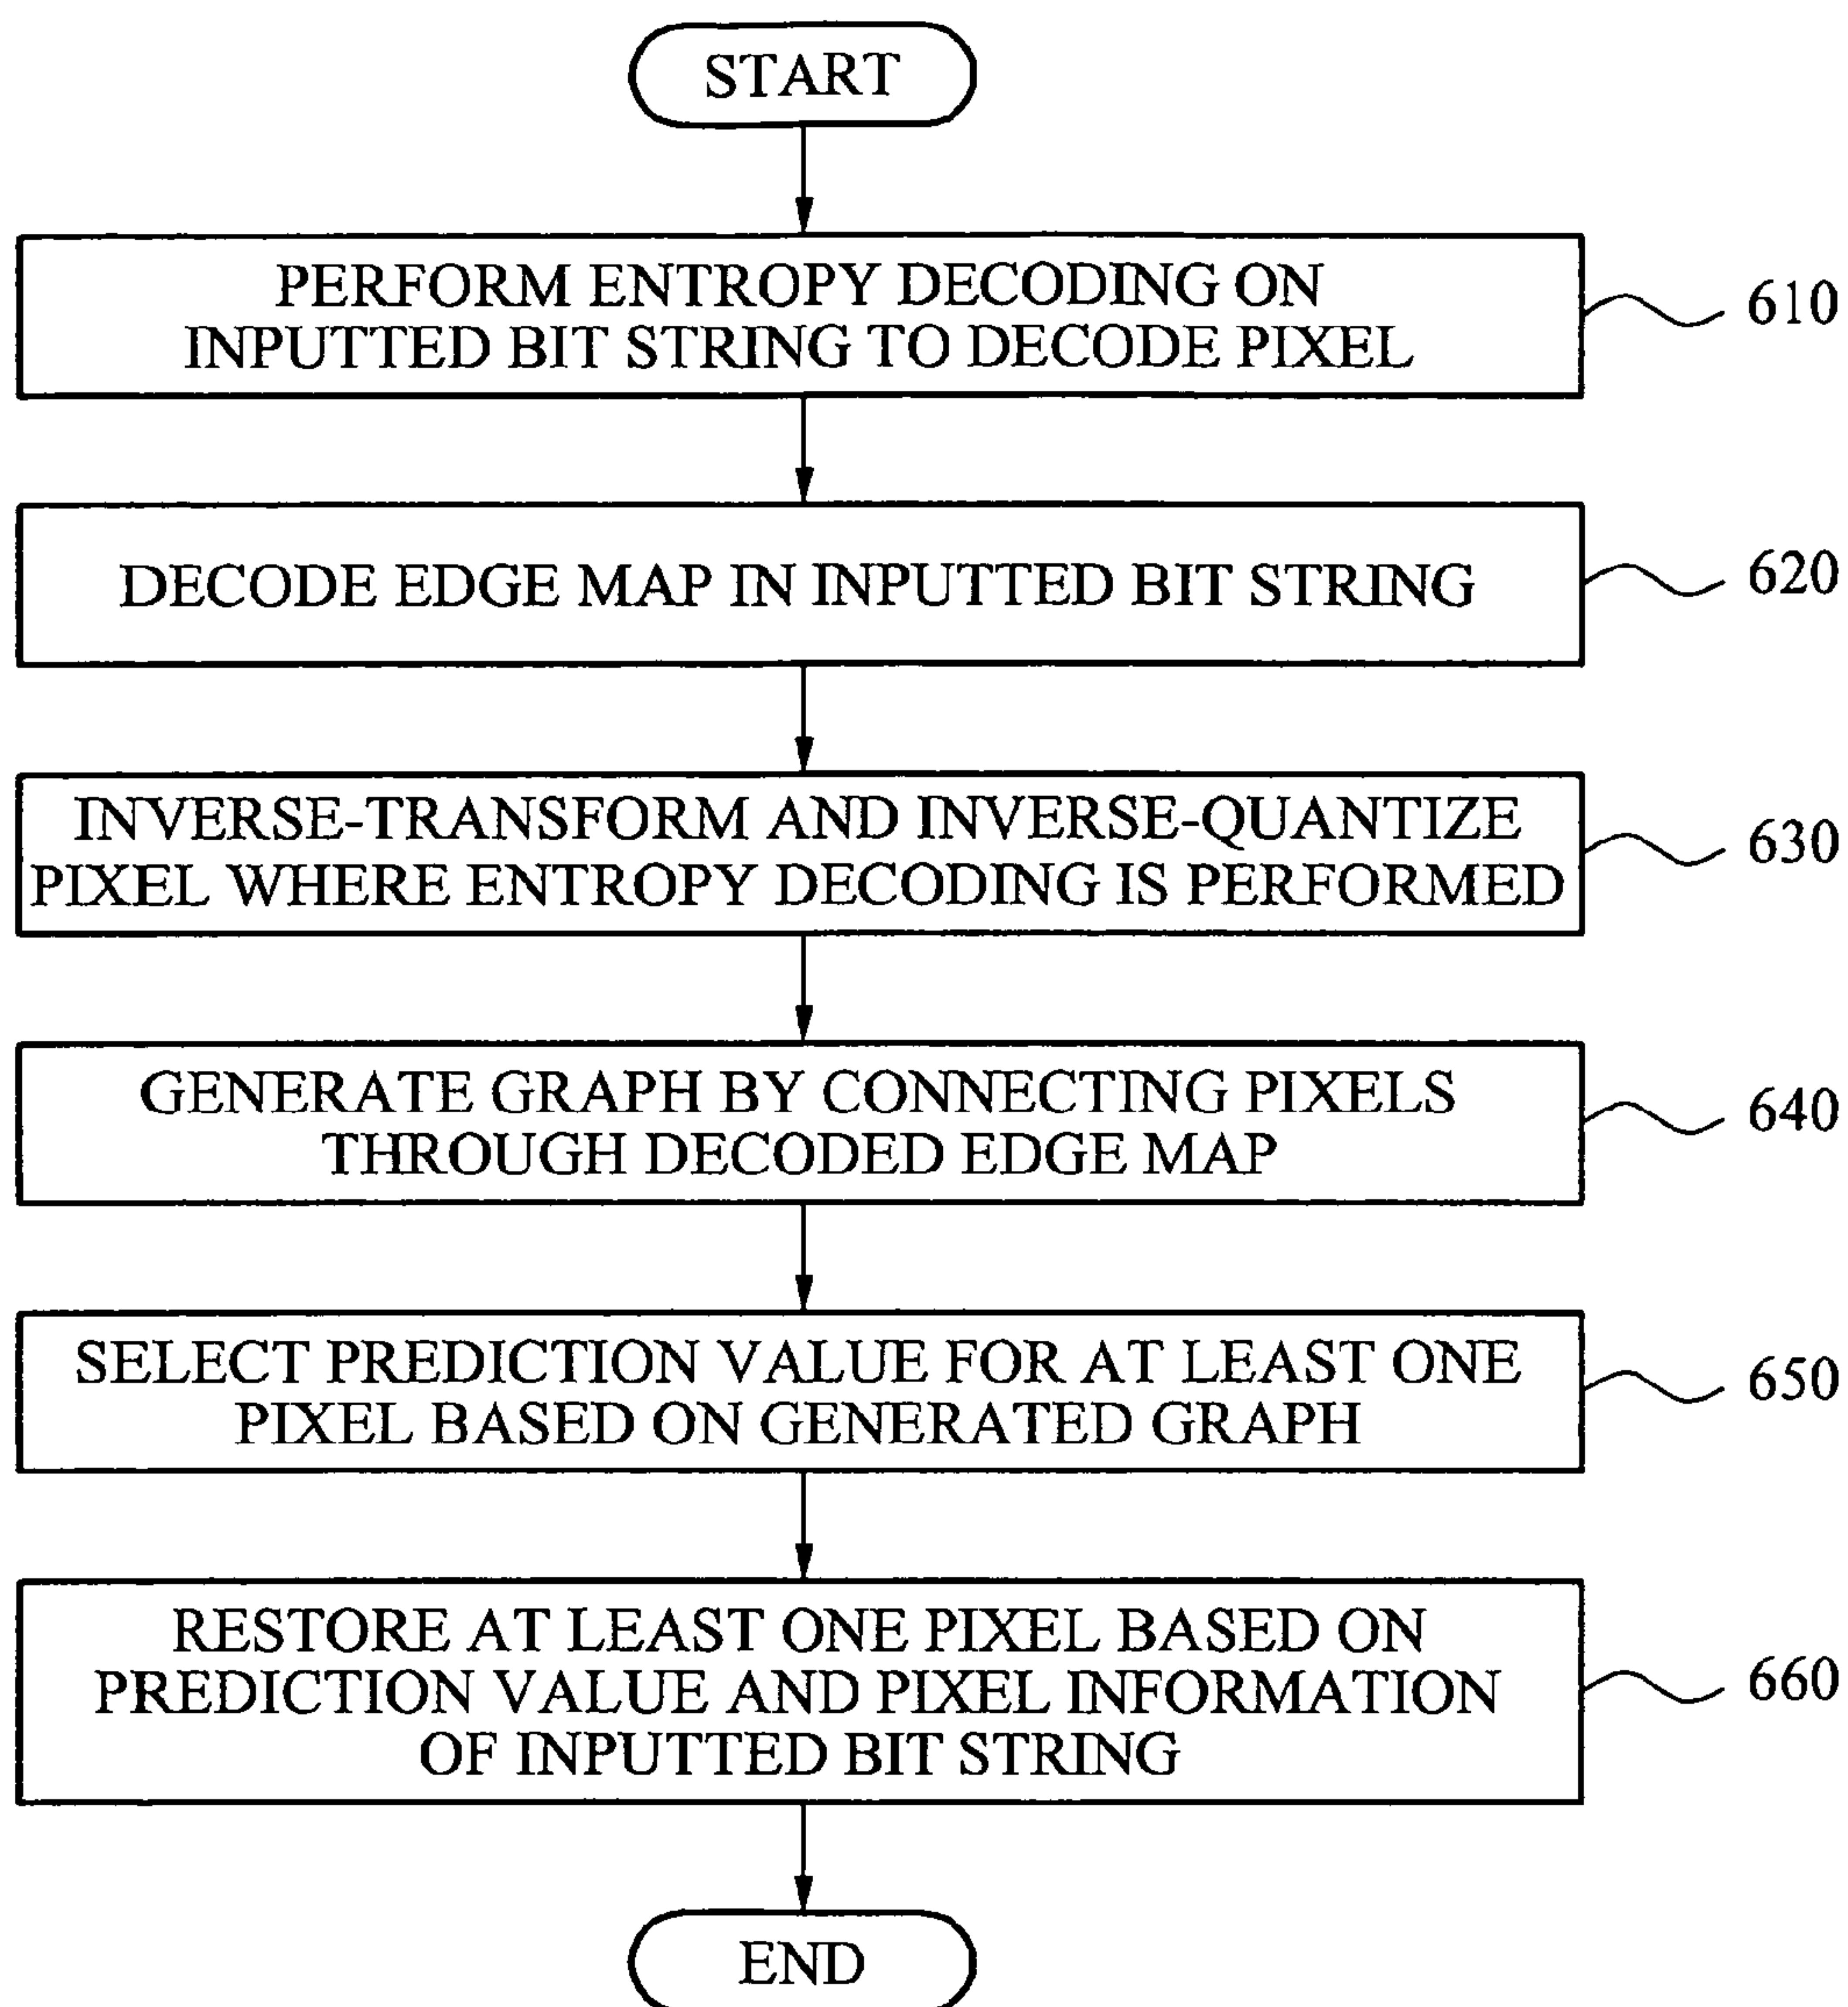 START
PERFORM ENTROPY DECODING ON
INPUTTED BIT STRING TO DECODE PIXEL
610
DECODE EDGE MAP IN INPUTTED BIT STRING
620
INVERSE-TRANSFORM AND INVERSE-QUANTIZE
PIXEL WHERE ENTROPY DECODING IS PERFORMED
630
GENERATE GRAPH BY CONNECTING PIXELS
THROUGH DECODED EDGE MAP
640
SELECT PREDICTION VALUE FOR AT LEAST ONE
PIXEL BASED ON GENERATED GRAPH
650
RESTORE AT LEAST ONE PIXEL BASED ON
PREDICTION VALUE AND PIXEL INFORMATION
OF INPUTTED BIT STRING
660
END